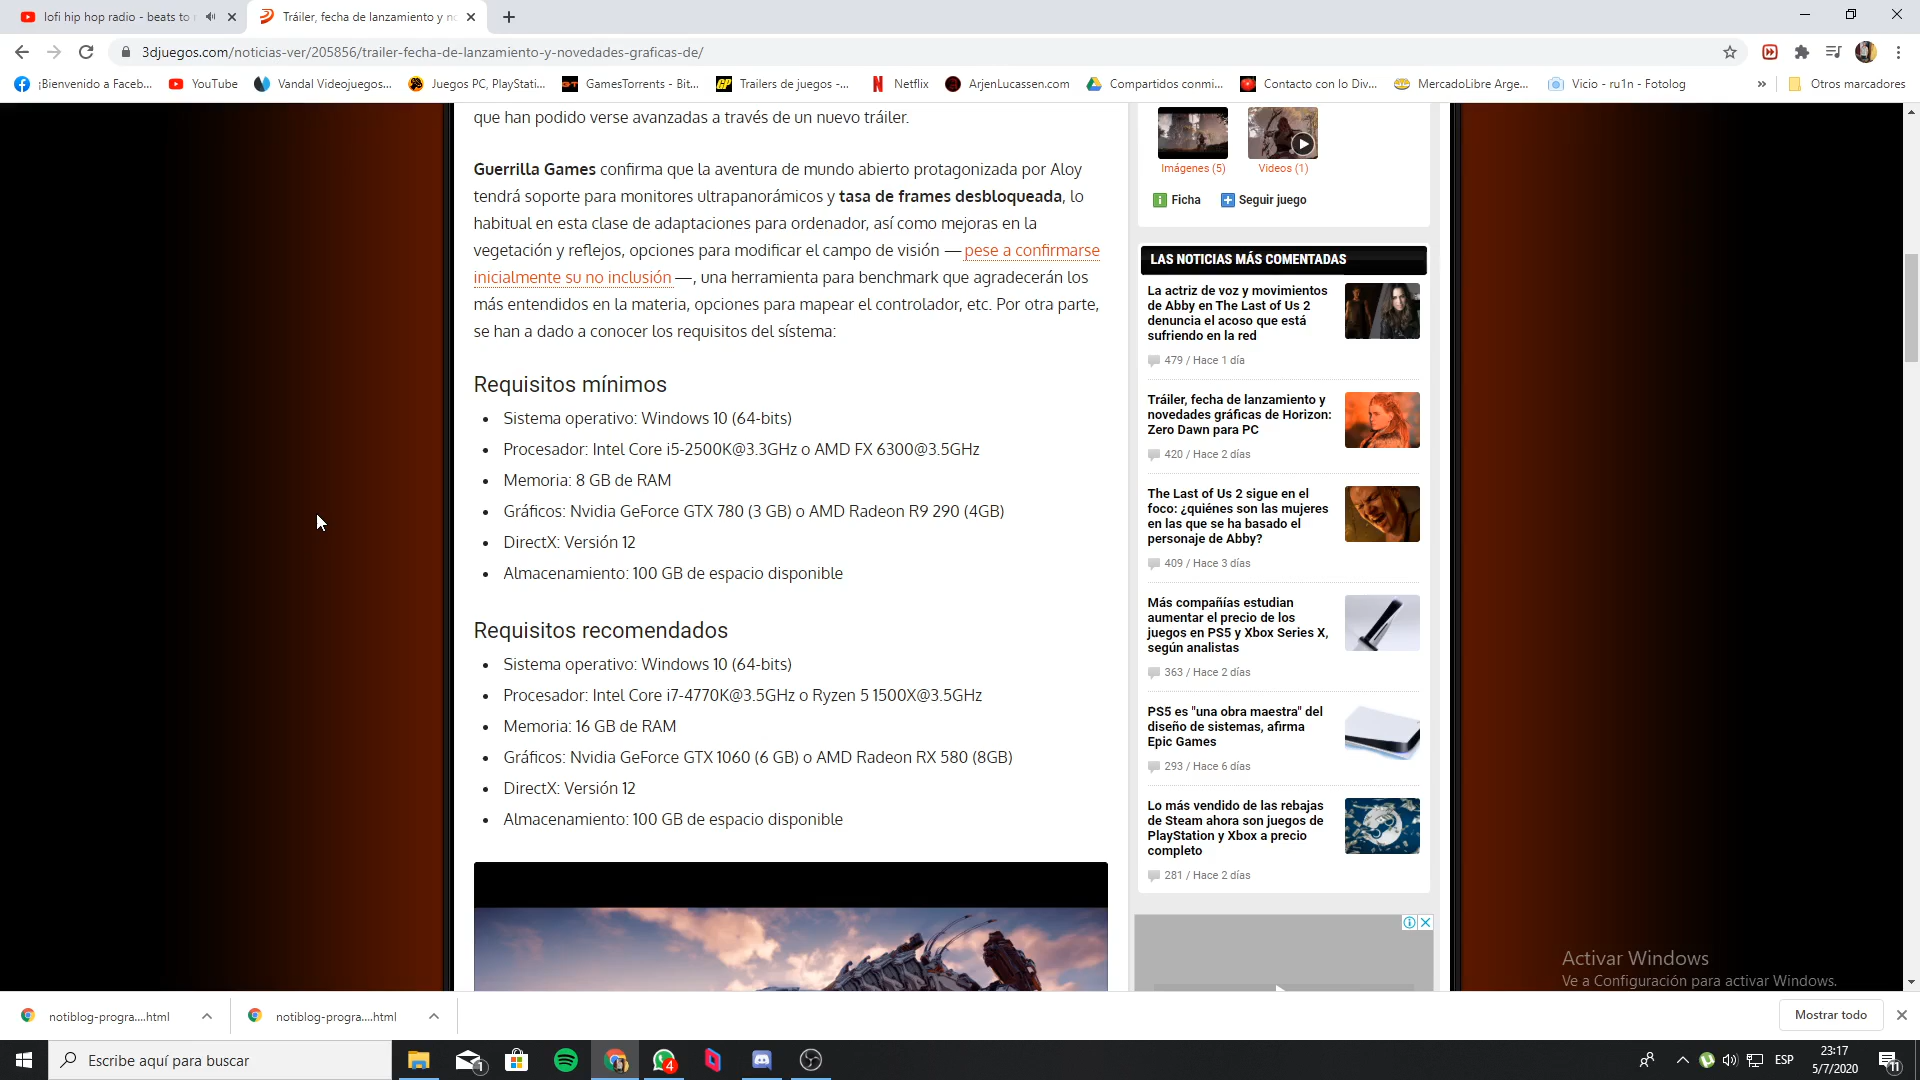 lofi hip hop radio - beats to r
Tráiler, fecha de lanzamiento y no
3djuegos.com/noticias-ver/205856/trailer-fecha-de-lanzamiento-y-novedades-graficas-de/
¡Bienvenido a Faceb...
YouTube
Vandal Videojuegos...
Juegos PC, PlayStati...
GamesTorrents - Bit...
Trailers de juegos -...
Netflix
ArjenLucassen.com
Compartidos conmi...
Contacto con lo Div...
MercadoLibre Arge...
Vicio - ru1n - Fotolog
»
Otros marcadores
que han podido verse avanzadas a través de un nuevo tráiler.
Guerrilla Games confirma que la aventura de mundo abierto protagonizada por Aloy
tendrá soporte para monitores ultrapanorámicos y tasa de frames desbloqueada, lo
habitual en esta clase de adaptaciones para ordenador, así como mejoras en la
vegetación y reflejos, opciones para modificar el campo de visión — pese a confirmarse
inicialmente su no inclusión —, una herramienta para benchmark que agradecerán los
más entendidos en la materia, opciones para mapear el controlador, etc. Por otra parte,
se han a dado a conocer los requisitos del sístema:
Requisitos mínimos
• Sistema operativo: Windows 10 (64-bits)
• Procesador: Intel Core i5-2500K@3.3GHz o AMD FX 6300@3.5GHz
• Memoria: 8 GB de RAM
• Gráficos: Nvidia GeForce GTX 780 (3 GB) o AMD Radeon R9 290 (4GB)
• DirectX: Versión 12
• Almacenamiento: 100 GB de espacio disponible
Requisitos recomendados
• Sistema operativo: Windows 10 (64-bits)
• Procesador: Intel Core i7-4770K@3.5GHz o Ryzen 5 1500X@3.5GHz
• Memoria: 16 GB de RAM
• Gráficos: Nvidia GeForce GTX 1060 (6 GB) o AMD Radeon RX 580 (8GB)
• DirectX: Versión 12
• Almacenamiento: 100 GB de espacio disponible
Imágenes (5)
Vídeos (1)
Ficha
Seguir juego
LAS NOTICIAS MÁS COMENTADAS
La actriz de voz y movimientos
de Abby en The Last of Us 2
denuncia el acoso que está
sufriendo en la red
479 / Hace 1 día
Tráiler, fecha de lanzamiento y
novedades gráficas de Horizon:
Zero Dawn para PC
420 / Hace 2 días
The Last of Us 2 sigue en el
foco: ¿quiénes son las mujeres
en las que se ha basado el
personaje de Abby?
409 / Hace 3 días
Más compañías estudian
aumentar el precio de los
juegos en PS5 y Xbox Series X,
según analistas
363 / Hace 2 días
PS5 es "una obra maestra" del
diseño de sistemas, afirma
Epic Games
293 / Hace 6 días
Lo más vendido de las rebajas
de Steam ahora son juegos de
PlayStation y Xbox a precio
completo
281 / Hace 2 días
Activar Windows
Ve a Configuración para activar Windows.
notiblog-progra....html
notiblog-progra....html
Mostrar todo
Escribe aquí para buscar
1
4
ESP
23:17
5/7/2020
11